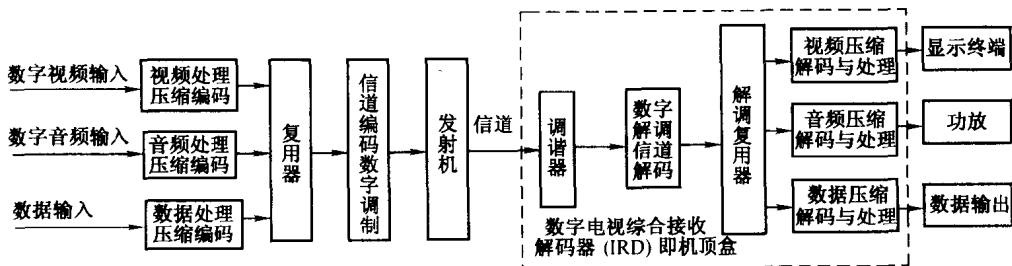 数字视频输入
视频处理
压缩编码
数字音频输入
音频处理
压缩编码
数据输入
数据处理
压缩编码
复用器
信道编码数字调制
发射机
信道
调谐器
数字
解调
信道
解码
解调复用器
视频压缩
解码与处理
音频压缩
解码与处理
数据压缩
解码与处理
显示终端
功放
数据输出
数字电视综合接收
解码器 (IRD) 即机顶盒